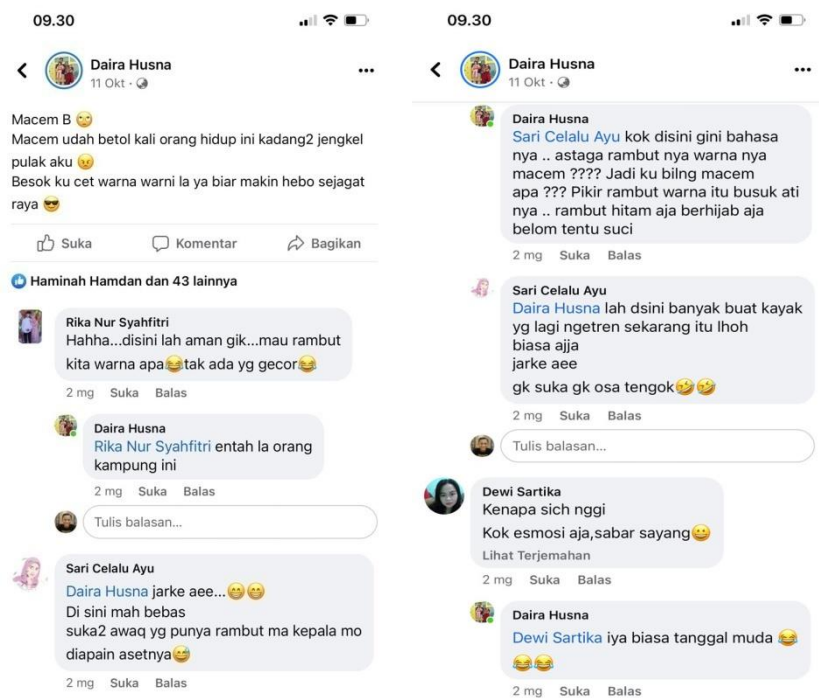 09.30
Daira Husna
11 Okt ·
Macem B 🙄
Macem udah betol kali orang hidup ini kadang2 jengkel
pulak aku 😠
Besok ku cet warna warni la ya biar makin hebo sejagat
raya 😎
Suka Komentar Bagikan
Haminah Hamdan dan 43 lainnya
Rika Nur Syahfitri
Hahha...disini lah aman gik...mau rambut
kita warna apa😂tak ada yg gecor😂
2 mg Suka Balas
Daira Husna
Rika Nur Syahfitri entah la orang
kampung ini
2 mg Suka Balas
Tulis balasan...
Sari Celalu Ayu
Daira Husna jarke aee...😁😁
Di sini mah bebas
suka2 awaq yg punya rambut ma kepala mo
diapain asetnya😅
2 mg Suka Balas
09.30
Daira Husna
11 Okt ·
Daira Husna
Sari Celalu Ayu kok disini gini bahasa
nya .. astaga rambut nya warna nya
macem ???? Jadi ku bilng macem
apa ??? Pikir rambut warna itu busuk ati
nya .. rambut hitam aja berhijab aja
belom tentu suci
2 mg Suka Balas
Sari Celalu Ayu
Daira Husna lah dsini banyak buat kayak
yg lagi ngetren sekarang itu lhoh
biasa ajja
jarke aee
gk suka gk osa tengok🤣🤣
2 mg Suka Balas
Tulis balasan...
Dewi Sartika
Kenapa sich nggi
Kok esmosi aja,sabar sayang😀
Lihat Terjemahan
2 mg Suka Balas
Daira Husna
Dewi Sartika iya biasa tanggal muda 😂
😂😂
2 mg Suka Balas